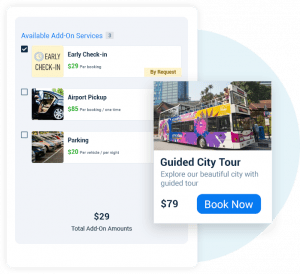 Available Add-On Services 3
EARLY
CHECK-IN
Early Check-in
$29 Per booking
By Request
Airport Pickup
$85 Per booking / one time
Parking
$20 Per vehicle / per night
$29
Total Add-On Amounts
Guided City Tour
Explore our beautiful city with
guided tour
$79
Book Now